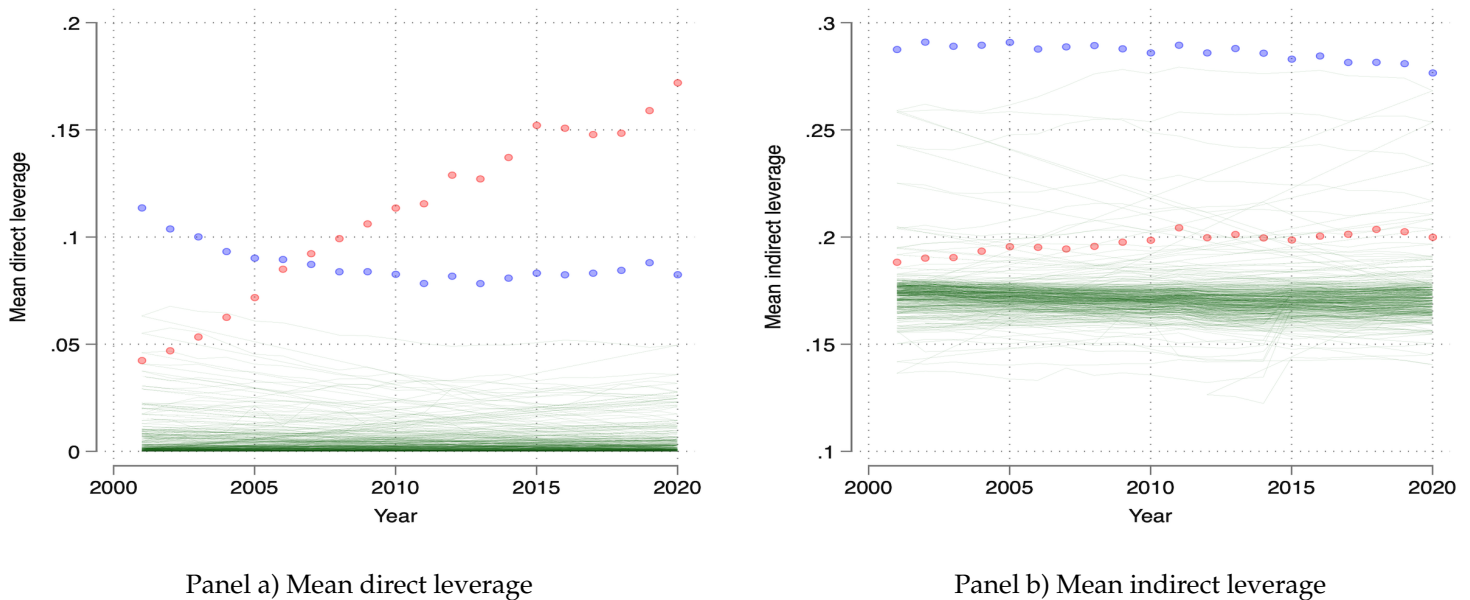 .2
.15
.1
.05
0
Mean direct leverage
2000 2005 2010 2015 2020
Year
Panel a) Mean direct leverage
.3
.25
.2
.15
.1
Mean indirect leverage
2000 2005 2010 2015 2020
Year
Panel b) Mean indirect leverage